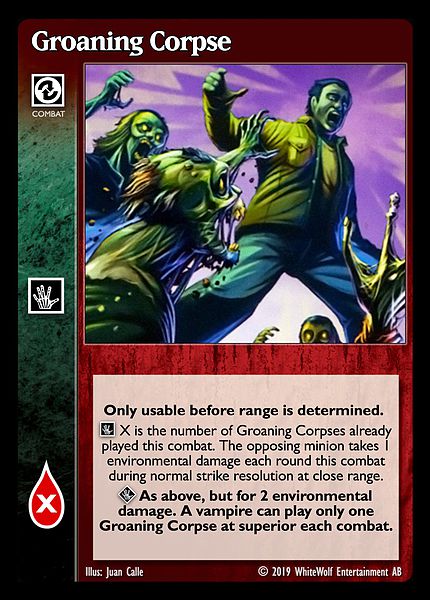 Groaning Corpse
COMBAT
Only usable before range is determined.
X is the number of Groaning Corpses already
played this combat. The opposing minion takes 1
environmental damage each round this combat
during normal strike resolution at close range.
As above, but for 2 environmental
damage. A vampire can play only one
Groaning Corpse at superior each combat.
X
Illus: Juan Calle
© 2019 WhiteWolf Entertainment AB